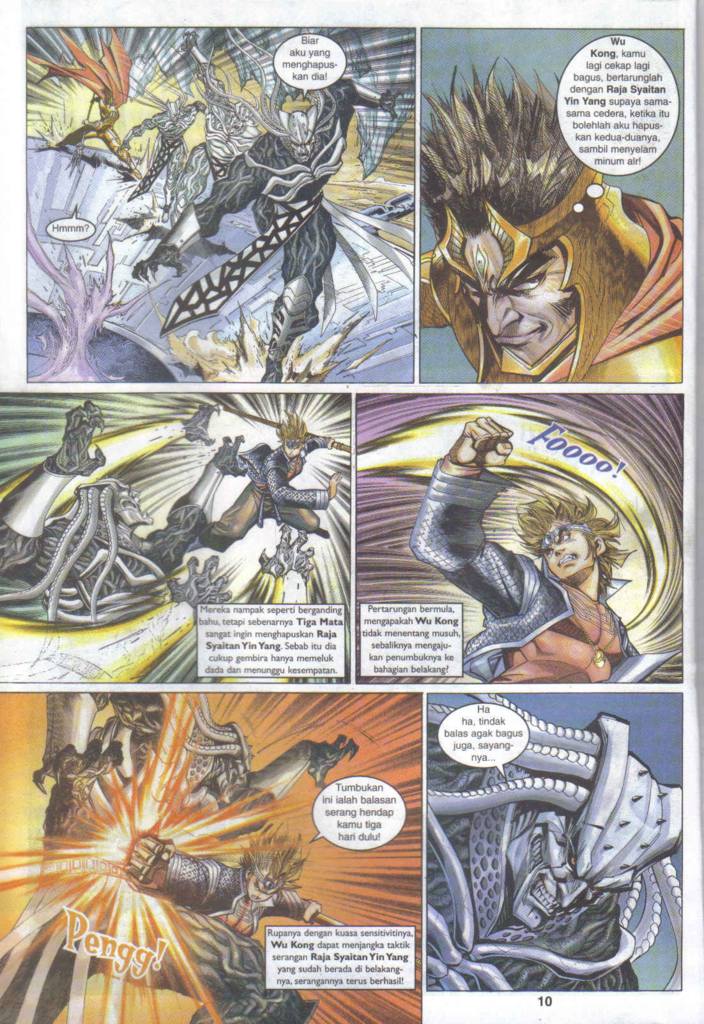 Biar
aku yang
menghapus-
kan dia!
Hmmm?
Wu
Kong, kamu
lagi cekap lagi
bagus, bertarunglah
dengan Raja Syaitan
Yin Yang supaya sama-
sama cedera, ketika itu
bolehlah aku hapus-
kan kedua-duanya,
sambil menyelam
minum air!
Mereka nampak seperti berganding
bahu, tetapi sebenarnya Tiga Mata
sangat ingin menghapuskan Raja
Syaitan Yin Yang. Sebab itu dia
cukup gembira hanya memeluk
dada dan menunggu kesempatan.
Foooo!
Pertarungan bermula,
mengapakah Wu Kong
tidak menentang musuh,
sebaliknya mengaju-
kan penumbuknya ke
bahagian belakang?
Tumbukan
ini ialah balasan
serang hendap
kamu tiga
hari dulu!
Pengg!
Rupanya dengan kuasa sensitivitinya,
Wu Kong dapat menjangka taktik
serangan Raja Syaitan Yin Yang
yang sudah berada di belakang-
nya, serangannya terus berhasil!
Ha
ha, tindak
balas agak bagus
juga, sayang-
nya...
10